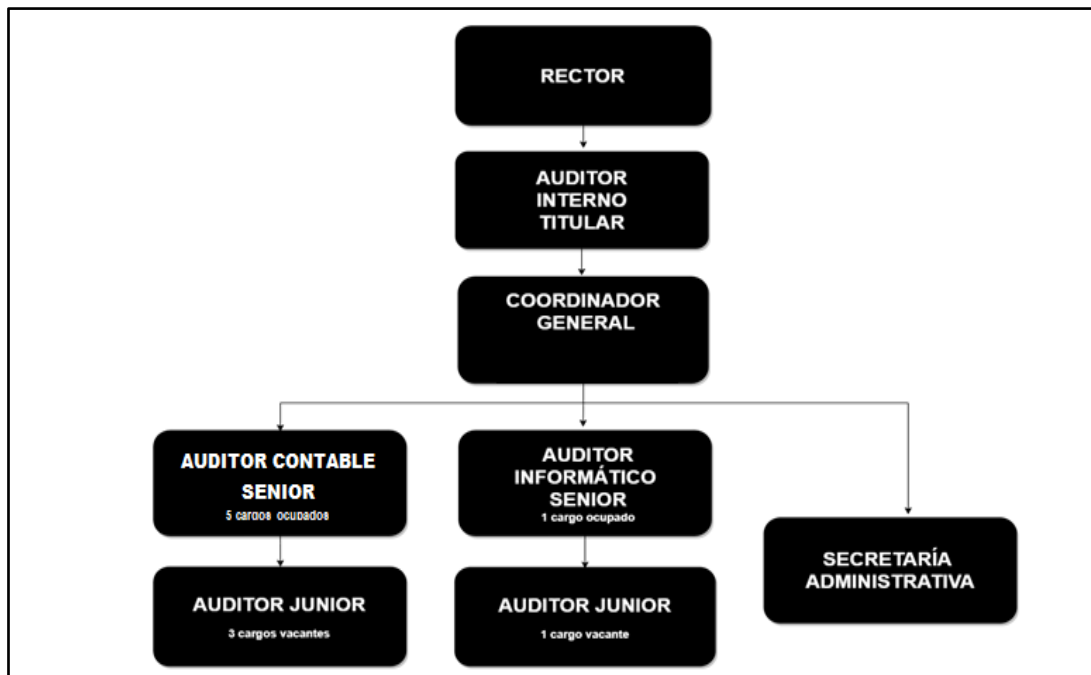 RECTOR
AUDITOR
INTERNO
TITULAR
COORDINADOR
GENERAL
AUDITOR CONTABLE
SENIOR
5 cargos ocupados
AUDITOR
INFORMÁTICO
SENIOR
1 cargo ocupado
SECRETARÍA
ADMINISTRATIVA
AUDITOR JUNIOR
3 cargos vacantes
AUDITOR JUNIOR
1 cargo vacante